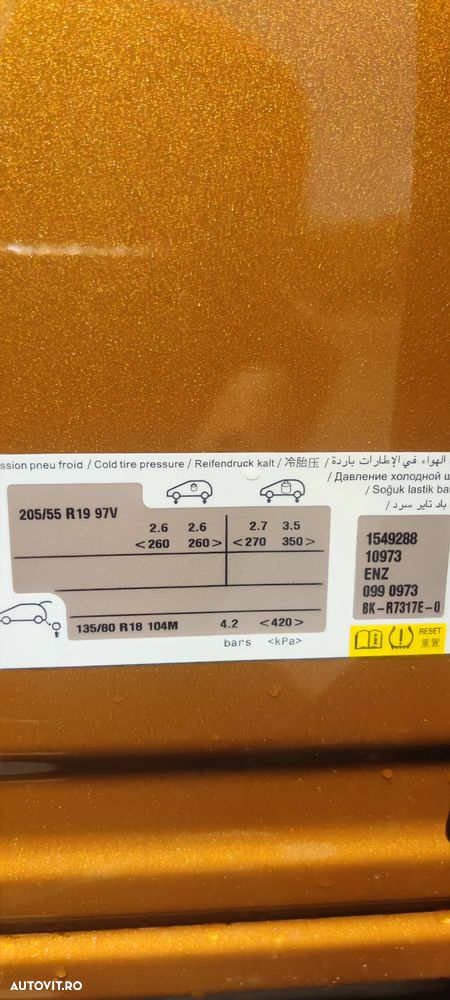 ssion pneu froid / Cold tire pressure / Reifendruck kalt / 冷胎压 / الهواء في الإطارات باردة
/ Давление холодной ш
/ Soğuk lastik ba
باد تاير سرد /
205/55 R19 97V
2.6 2.6 2.7 3.5
<260 260> <270 350>
135/80 R18 104M 4.2 <420>
bars <kPa>
1549288
10973
ENZ
099 0973
BK-R7317E-0
RESET
重置
AUTOVIT.RO